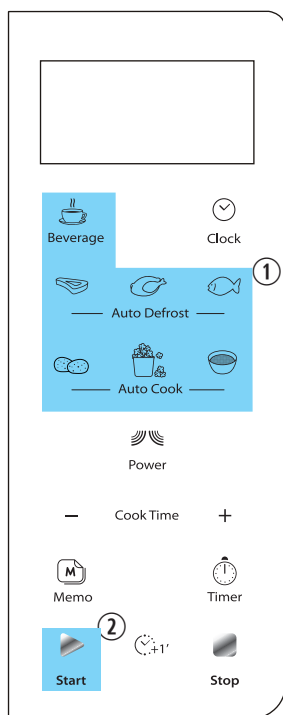 Beverage
Clock
①
Auto Defrost
Auto Cook
Power
− Cook Time +
M
Memo
Timer
②
+1'
Start
Stop